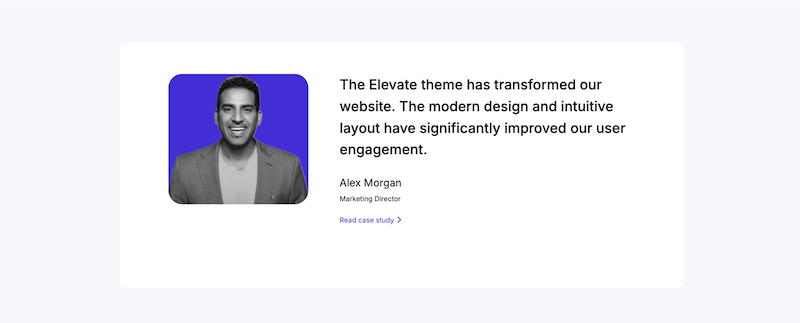 The Elevate theme has transformed our
website. The modern design and intuitive
layout have significantly improved our user
engagement.
Alex Morgan
Marketing Director
Read case study